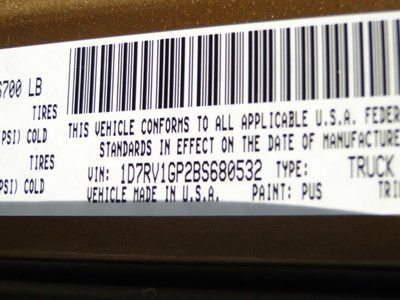 6700 LB
TIRES
PSI) COLD
TIRES
PSI) COLD
THIS VEHICLE CONFORMS TO ALL APPLICABLE U.S.A. FEDER
STANDARDS IN EFFECT ON THE DATE OF MANUFACTURE
VIN: 1D7RV1GP2BS680532 TYPE: TRUCK
VEHICLE MADE IN U.S.A. PAINT: PUS TRI